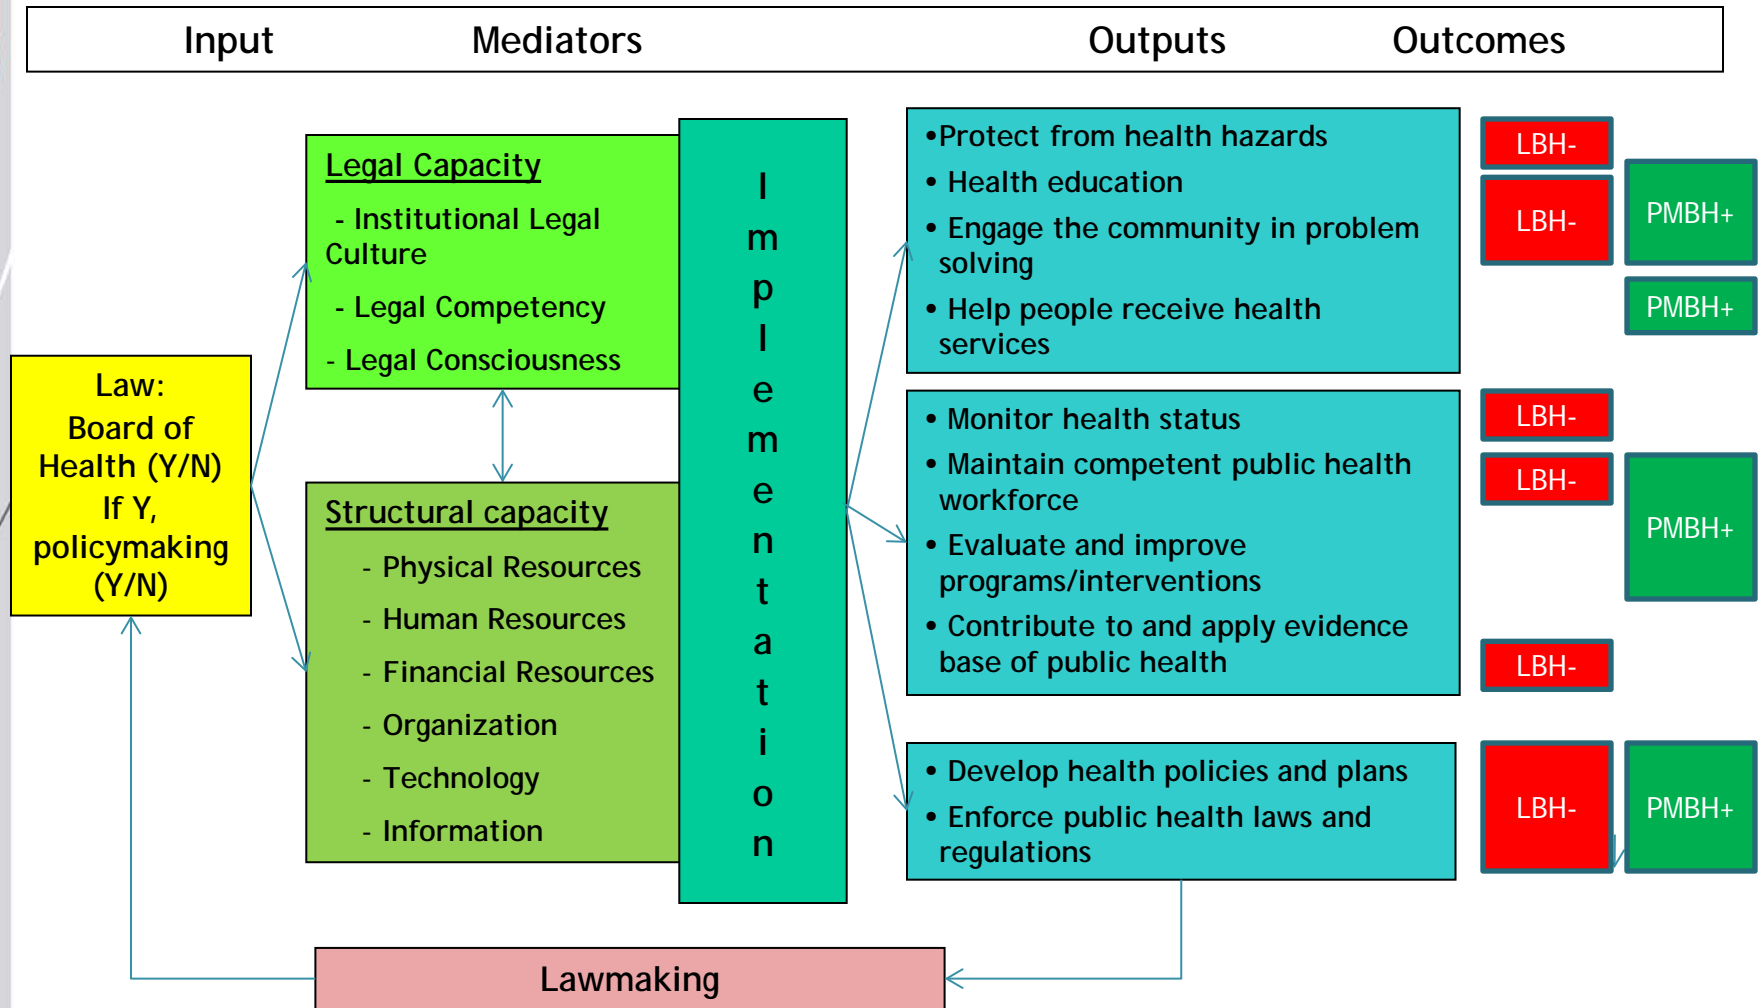 Input Mediators Outputs Outcomes
Law:
Board of
Health (Y/N)
If Y,
policymaking
(Y/N)
Legal Capacity
- Institutional Legal
Culture
- Legal Competency
- Legal Consciousness
Structural capacity
- Physical Resources
- Human Resources
- Financial Resources
- Organization
- Technology
- Information
I
m
p
l
e
m
e
n
t
a
t
i
o
n
•Protect from health hazards
• Health education
• Engage the community in problem
solving
• Help people receive health
services
LBH-
LBH-
PMBH+
PMBH+
• Monitor health status
• Maintain competent public health
workforce
• Evaluate and improve
programs/interventions
• Contribute to and apply evidence
base of public health
LBH-
LBH-
PMBH+
LBH-
• Develop health policies and plans
• Enforce public health laws and
regulations
LBH-
PMBH+
Lawmaking